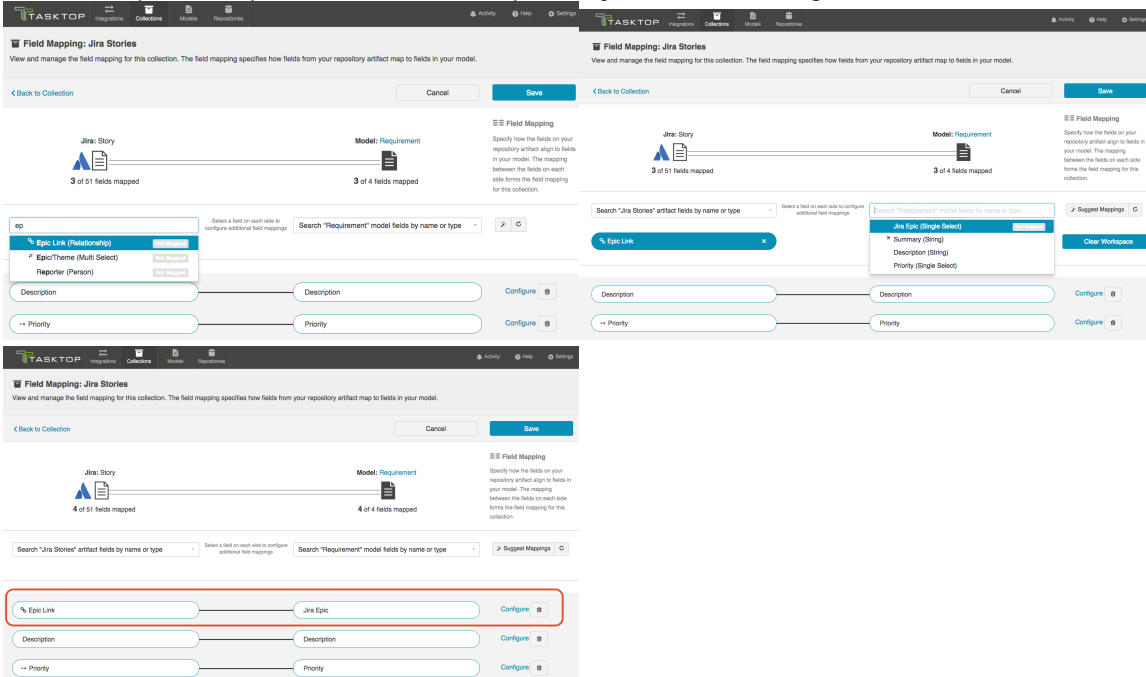 TASKTOP Integrations Collections Models Repositories Activity Help Settings
Field Mapping: Jira Stories
View and manage the field mapping for this collection. The field mapping specifies how fields from your repository artifact map to fields in your model.
Back to Collection Cancel Save
Jira: Story Model: Requirement
3 of 51 fields mapped 3 of 4 fields mapped
Field Mapping
Specify how the fields on your
repository artifact align to fields
in your model. The mapping
between the fields on each
side forms the field mapping
for this collection.
ep
Select a field on each side to
configure additional field mappings
Search "Requirement" model fields by name or type
Epic Link (Relationship) Not Mapped
Epic/Theme (Multi Select) Not Mapped
Reporter (Person) Not Mapped
Description Description Configure
Priority Priority Configure
TASKTOP Integrations Collections Models Repositories Activity Help Settings
Field Mapping: Jira Stories
View and manage the field mapping for this collection. The field mapping specifies how fields from your repository artifact map to fields in your model.
Back to Collection Cancel Save
Jira: Story Model: Requirement
3 of 51 fields mapped 3 of 4 fields mapped
Field Mapping
Specify how the fields on your
repository artifact align to fields in
your model. The mapping
between the fields on each side
forms the field mapping for this
collection.
Search "Jira Stories" artifact fields by name or type
Select a field on each side to configure
additional field mappings
Search "Requirement" model fields by name or type
Suggest Mappings
Epic Link
Jira Epic (Single Select) Not Mapped
Summary (String)
Description (String)
Priority (Single Select)
Clear Workspace
Description Description Configure
Priority Priority Configure
TASKTOP Integrations Collections Models Repositories Activity Help Settings
Field Mapping: Jira Stories
View and manage the field mapping for this collection. The field mapping specifies how fields from your repository artifact map to fields in your model.
Back to Collection Cancel Save
Jira: Story Model: Requirement
4 of 51 fields mapped 4 of 4 fields mapped
Field Mapping
Specify how the fields on your
repository artifact align to fields in
your model. The mapping
between the fields on each side
forms the field mapping for this
collection.
Search "Jira Stories" artifact fields by name or type
Select a field on each side to configure
additional field mappings
Search "Requirement" model fields by name or type
Suggest Mappings
Epic Link Jira Epic Configure
Description Description Configure
Priority Priority Configure